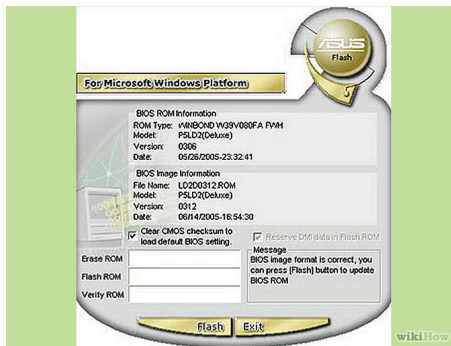 ASUS
Flash
For Microsoft Windows Platform
BIOS ROM Information
ROM Type: WINBOND W39V080FA FWH
Model: P5LD2(Deluxe)
Version: 0306
Date: 05/26/2005-23:32:41
BIOS Image Information
File Name: LD2D0312.ROM
Model: P5LD2(Deluxe)
Version: 0312
Date: 06/14/2005-16:54:30
Clear CMOS checksum to
load default BIOS setting.
Reserve DMI data in Flash ROM
Erase ROM
Flash ROM
Verify ROM
Message
BIOS image format is correct, you
can press [Flash] button to update
BIOS ROM
Flash Exit
wikiHow